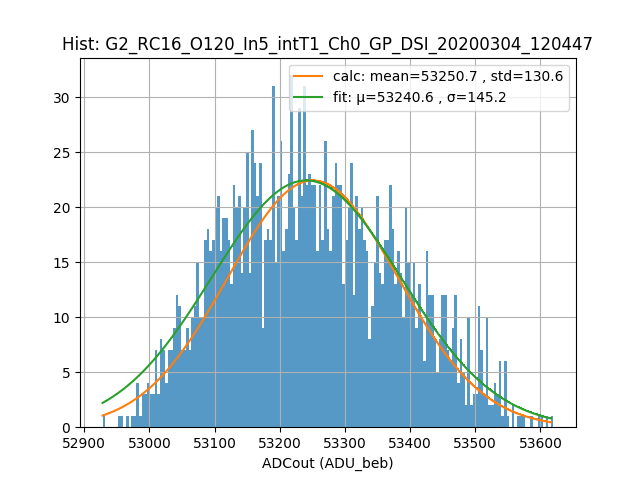 Hist: G2_RC16_O120_In5_intT1_Ch0_GP_DSI_20200304_120447
calc: mean=53250.7 , std=130.6
fit: μ=53240.6 , σ=145.2
30
25
20
15
10
5
0
52900 53000 53100 53200 53300 53400 53500 53600
ADCout (ADU_beb)